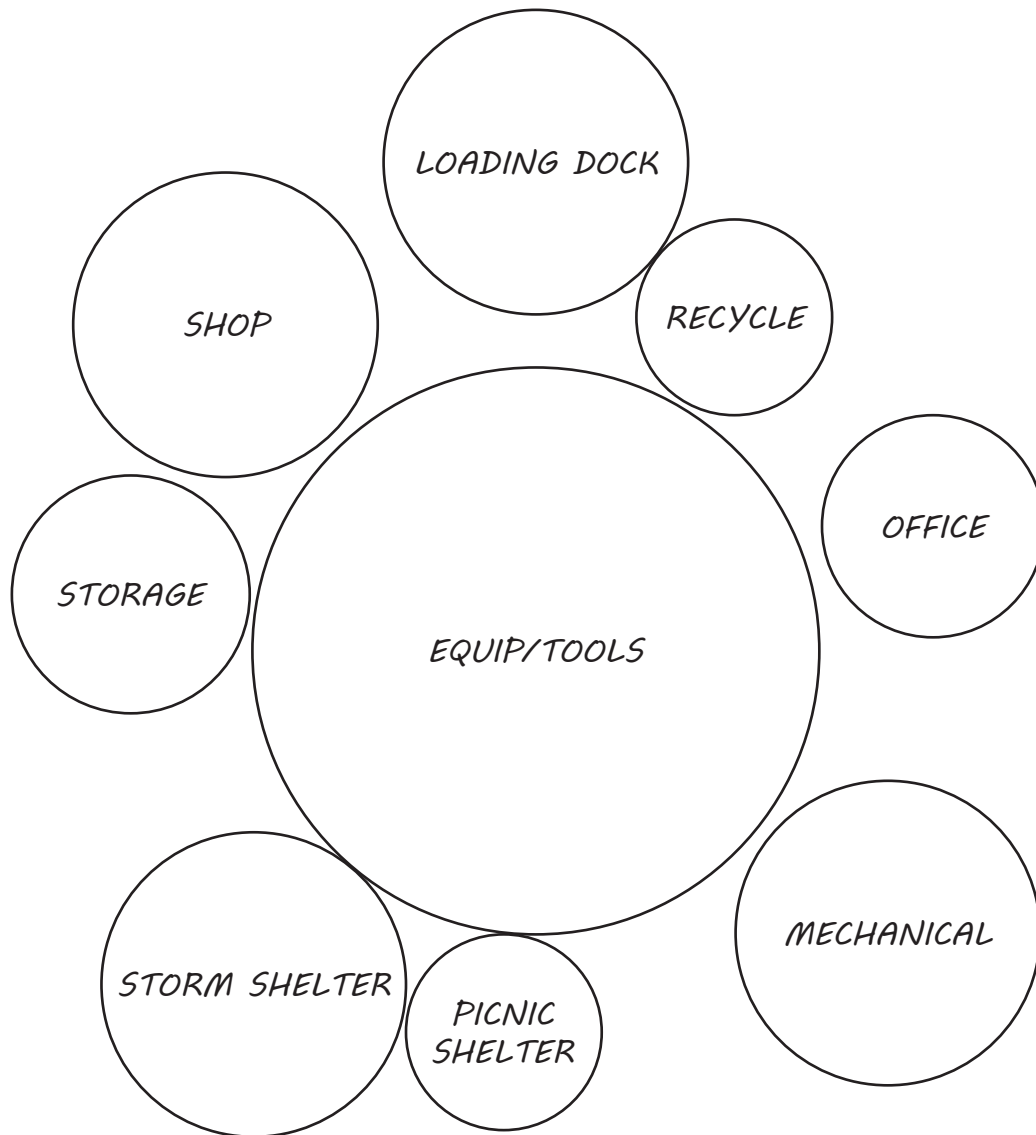 LOADING DOCK
RECYCLE
SHOP
OFFICE
STORAGE
EQUIP/TOOLS
MECHANICAL
STORM SHELTER
PICNIC
SHELTER